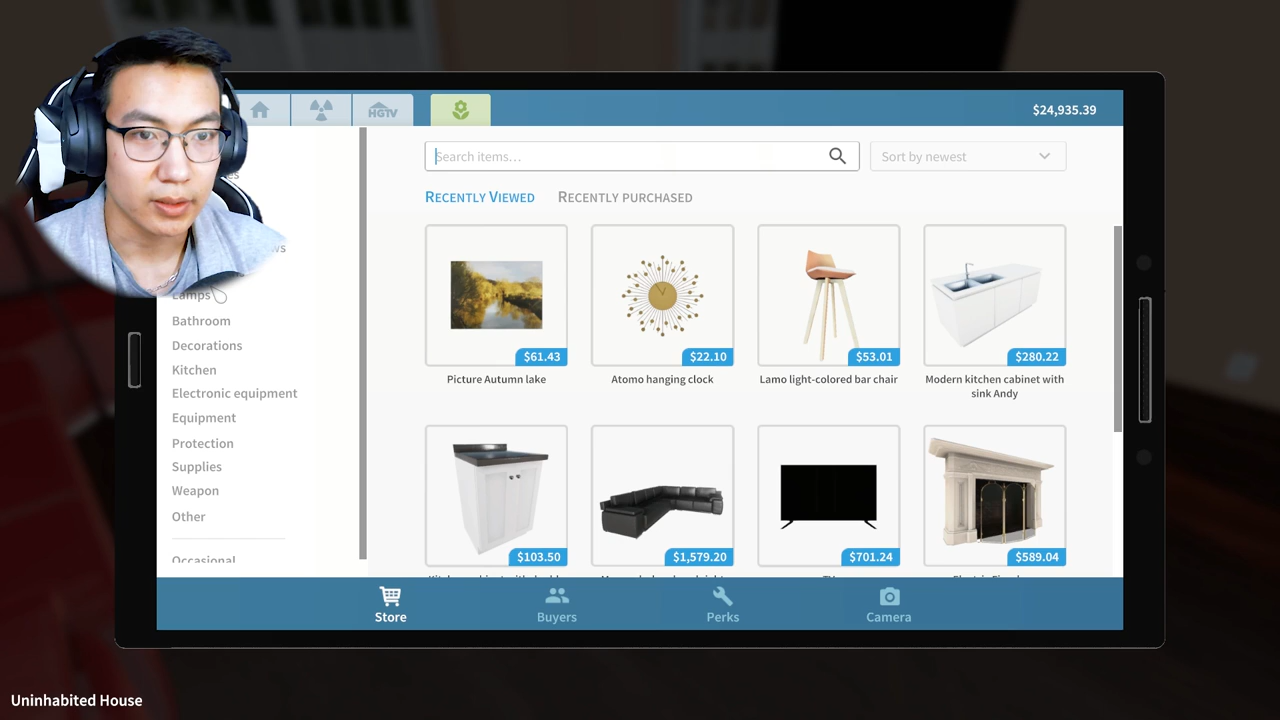 HGTV
$24,935.39
Search items...
Sort by newest
RECENTLY VIEWED
RECENTLY PURCHASED
Lamps
Bathroom
Decorations
Kitchen
Electronic equipment
Equipment
Protection
Supplies
Weapon
Other
Occasional
$61.43
$22.10
$53.01
$280.22
Picture Autumn lake
Atomo hanging clock
Lamo light-colored bar chair
Modern kitchen cabinet with
sink Andy
$103.50
$1,579.20
$701.24
$589.04
Store
Buyers
Perks
Camera
Uninhabited House